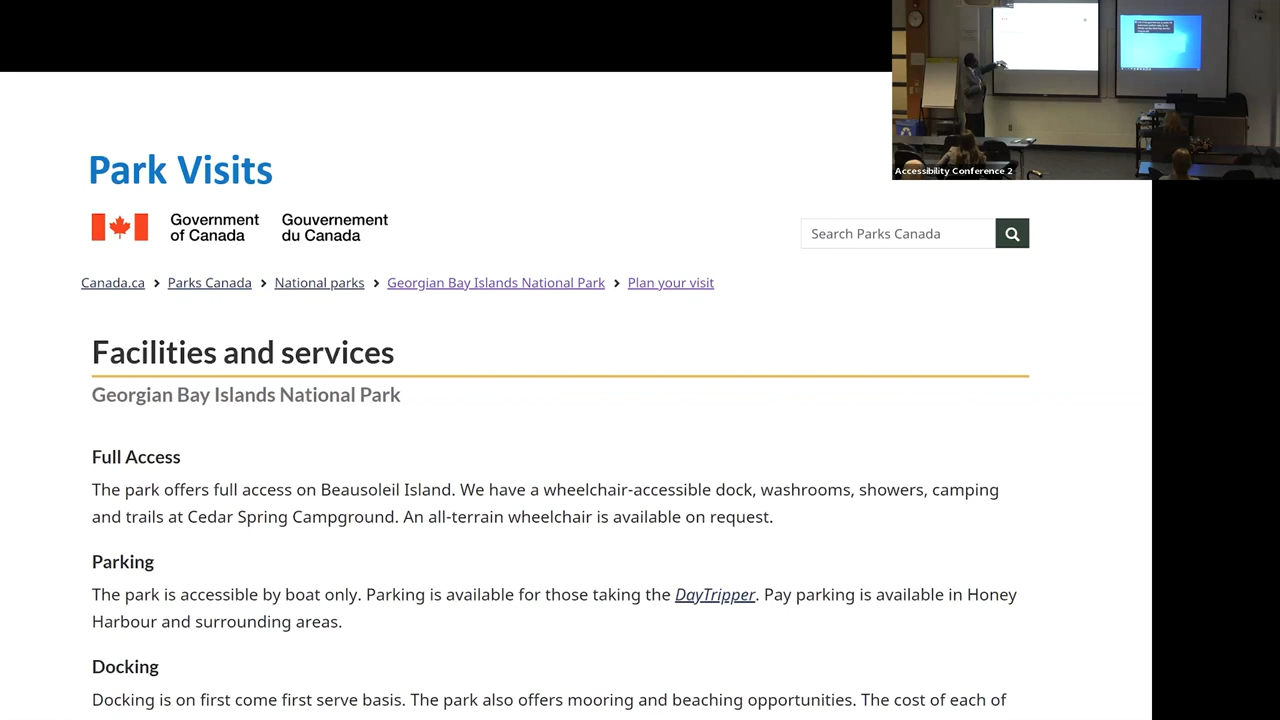 Accessibility Conference 2
Park Visits
Government
of Canada
Gouvernement
du Canada
Search Parks Canada
Canada.ca > Parks Canada > National parks > Georgian Bay Islands National Park > Plan your visit
Facilities and services
Georgian Bay Islands National Park
Full Access
The park offers full access on Beausoleil Island. We have a wheelchair-accessible dock, washrooms, showers, camping
and trails at Cedar Spring Campground. An all-terrain wheelchair is available on request.
Parking
The park is accessible by boat only. Parking is available for those taking the DayTripper. Pay parking is available in Honey
Harbour and surrounding areas.
Docking
Docking is on first come first serve basis. The park also offers mooring and beaching opportunities. The cost of each of